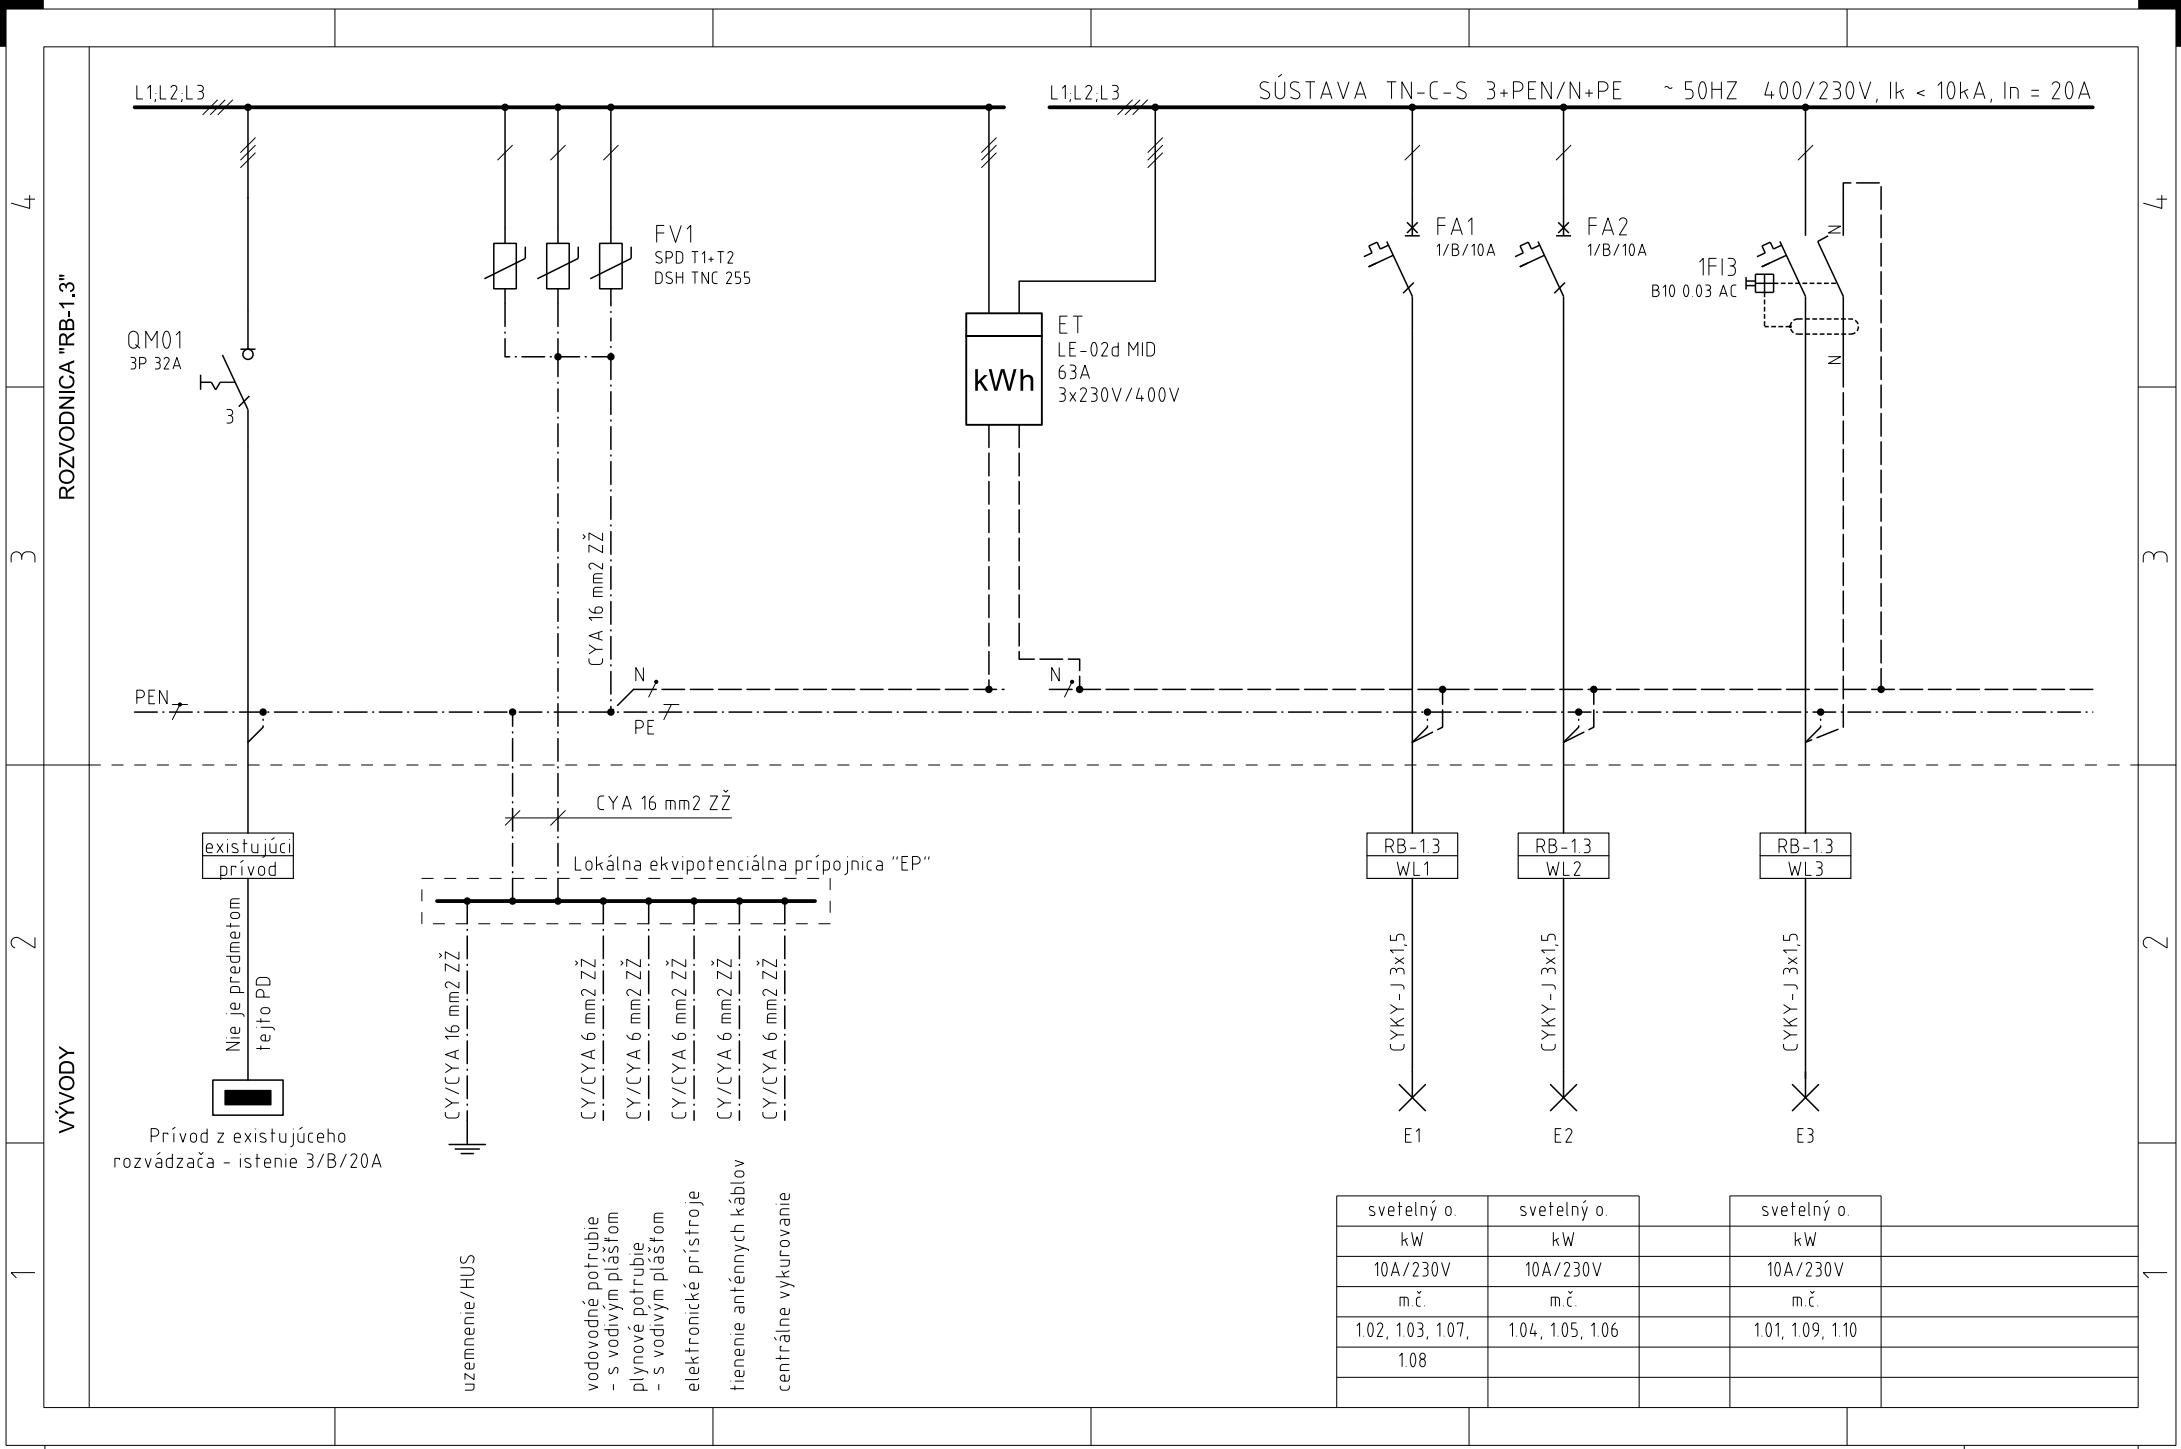 L1;L2;L3
L1;L2;L3
SÚSTAVA TN-C-S 3+PEN/N+PE ~ 50HZ 400/230V, Ik < 10kA, In = 20A
4
4
ROZVODNICA "RB-1.3"
QM01
3P 32A
3
FV1
SPD T1+T2
DSH TNC 255
ET
LE-02d MID
63A
3x230V/400V
kWh
FA1
1/B/10A
FA2
1/B/10A
1FI3
B10 0.03 AC
N
N
3
3
CYA 16 mm2 ZŽ
PEN
N
PE
N
CYA 16 mm2 ZŽ
Lokálna ekvipotenciálna prípojnica "EP"
existujúci
prívod
RB-1.3
WL1
RB-1.3
WL2
RB-1.3
WL3
2
2
VÝVODY
Nie je predmetom
tejto PD
CY/CYA 16 mm2 ZŽ
CY/CYA 6 mm2 ZŽ
CY/CYA 6 mm2 ZŽ
CY/CYA 6 mm2 ZŽ
CY/CYA 6 mm2 ZŽ
CY/CYA 6 mm2 ZŽ
CYKY-J 3x1,5
CYKY-J 3x1,5
CYKY-J 3x1,5
Prívod z existujúceho
rozvádzača - istenie 3/B/20A
E1
E2
E3
1
1
uzemnenie/HUS
vodovodné potrubie
- s vodivým plášťom
plynové potrubie
- s vodivým plášťom
elektronické prístroje
tienenie anténnych káblov
centrálne vykurovanie
svetelný o. svetelný o. svetelný o.
kW kW kW
10A/230V 10A/230V 10A/230V
m.č. m.č. m.č.
1.02, 1.03, 1.07, 1.04, 1.05, 1.06 1.01, 1.09, 1.10
1.08